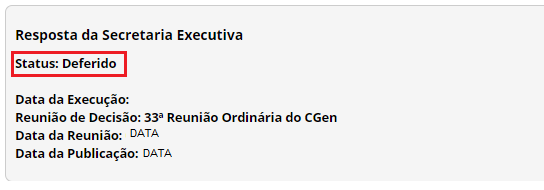 Resposta da Secretaria Executiva
Status: Deferido
Data da Execução:
Reunião de Decisão: 33ª Reunião Ordinária do CGen
Data da Reunião: DATA
Data da Publicação: DATA